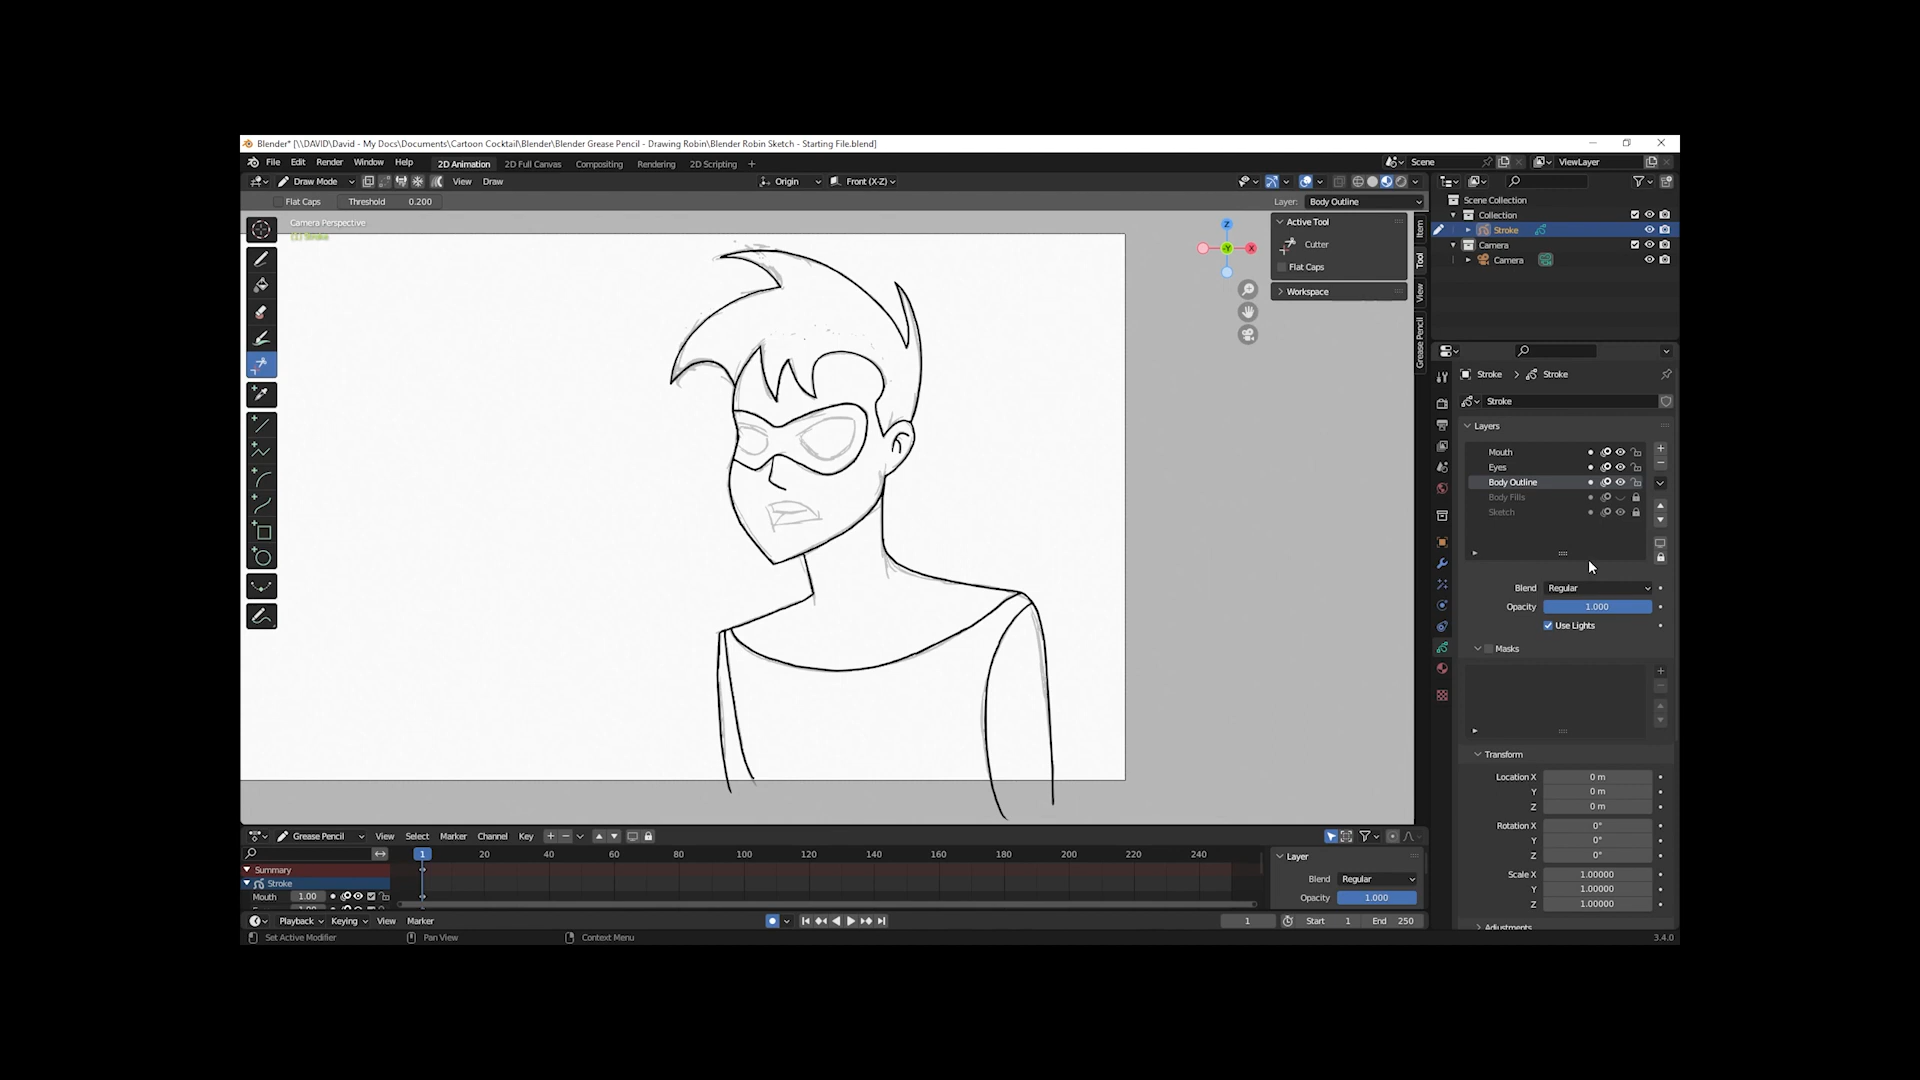 Blender* [\\DAVID\David - My Docs\Documents\Cartoon Cocktail\Blender\Blender Grease Pencil - Drawing Robin\Blender Robin Sketch - Starting File.blend]
File Edit Render Window Help 2D Animation 2D Full Canvas Compositing Rendering 2D Scripting + Scene ViewLayer
Draw Mode View Draw Origin Front (X-Z)
Flat Caps Threshold 0.200 Layer: Body Outline
Camera Perspective
(1) Stroke
Z
Y
X
Active Tool
Cutter
Flat Caps
Workspace
Item
Tool
View
Grease Pencil
Scene Collection
Collection
Stroke
Camera
Camera
Stroke > Stroke
Stroke
Layers
Mouth
Eyes
Body Outline
Body Fills
Sketch
Blend Regular
Opacity 1.000
Use Lights
Masks
Transform
Location X 0 m
Y 0 m
Z 0 m
Rotation X 0°
Y 0°
Z 0°
Scale X 1.00000
Y 1.00000
Z 1.00000
Adjustments
Grease Pencil View Select Marker Channel Key
1 20 40 60 80 100 120 140 160 180 200 220 240
Summary
Stroke
Mouth 1.00
Layer
Blend Regular
Opacity 1.000
Playback Keying View Marker 1 Start 1 End 250
Set Active Modifier Pan View Context Menu 3.4.0